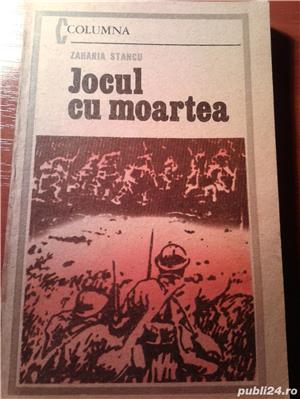 C COLUMNA
ZAHARIA STANCU
Jocul
cu moartea
publi24.ro